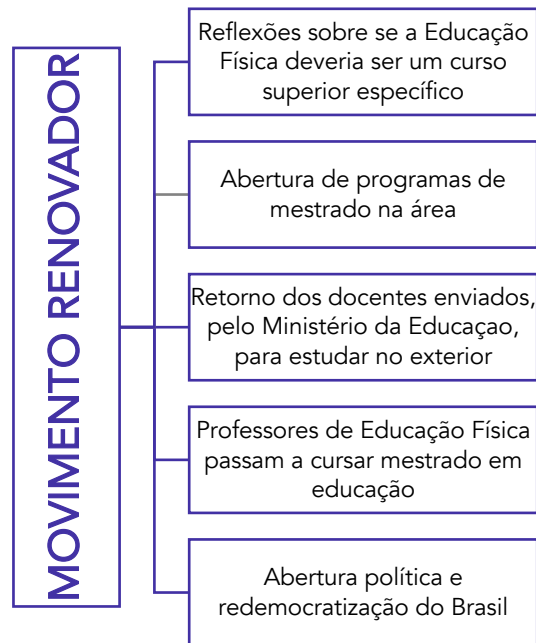 MOVIMENTO RENOVADOR
Reflexões sobre se a Educação
Física deveria ser um curso
superior específico
Abertura de programas de
mestrado na área
Retorno dos docentes enviados,
pelo Ministério da Educaçao,
para estudar no exterior
Professores de Educação Física
passam a cursar mestrado em
educação
Abertura política e
redemocratização do Brasil